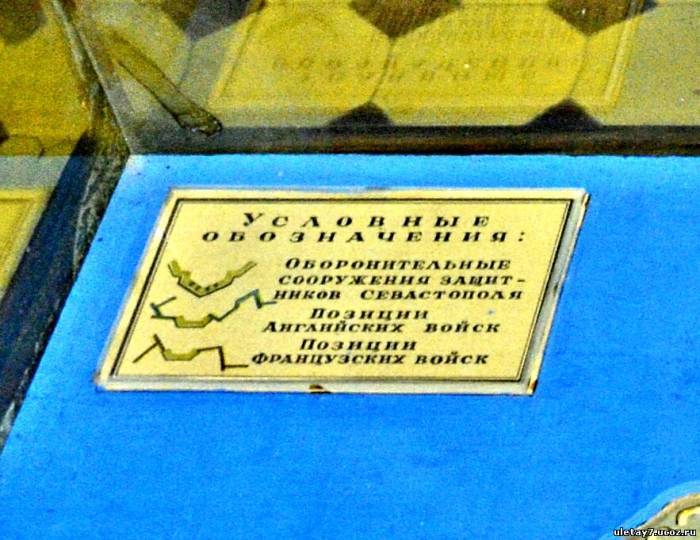 Условные
обозначения:
Оборонительные
сооружения защит-
ников Севастополя
Позиции
Английских войск
Позиции
французских войск
uletay7.ucoz.ru